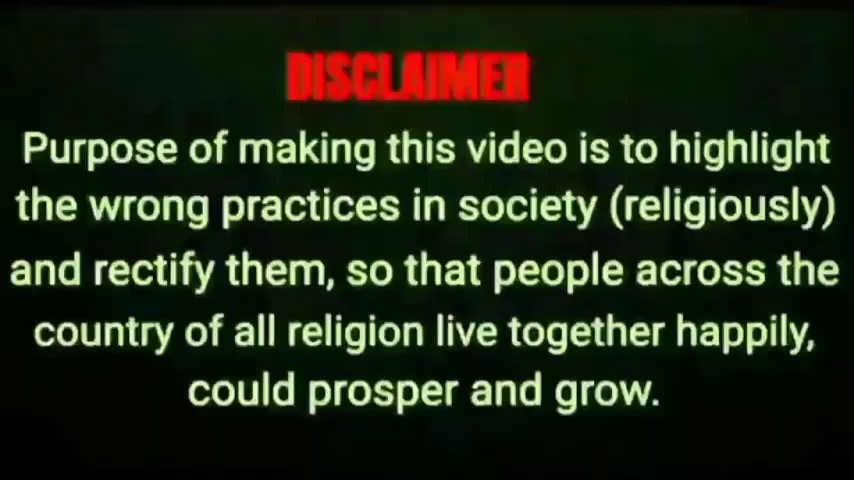 DISCLAIMER
Purpose of making this video is to highlight
the wrong practices in society (religiously)
and rectify them, so that people across the
country of all religion live together happily,
could prosper and grow.